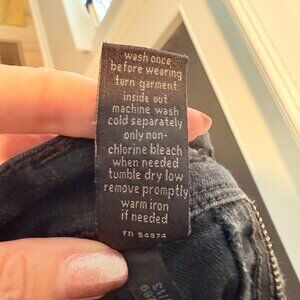 wash once
before wearing
turn garment
inside out
machine wash
cold separately
only non-
chlorine bleach
when needed
tumble dry low
remove promptly
warm iron
if needed
rn 54874